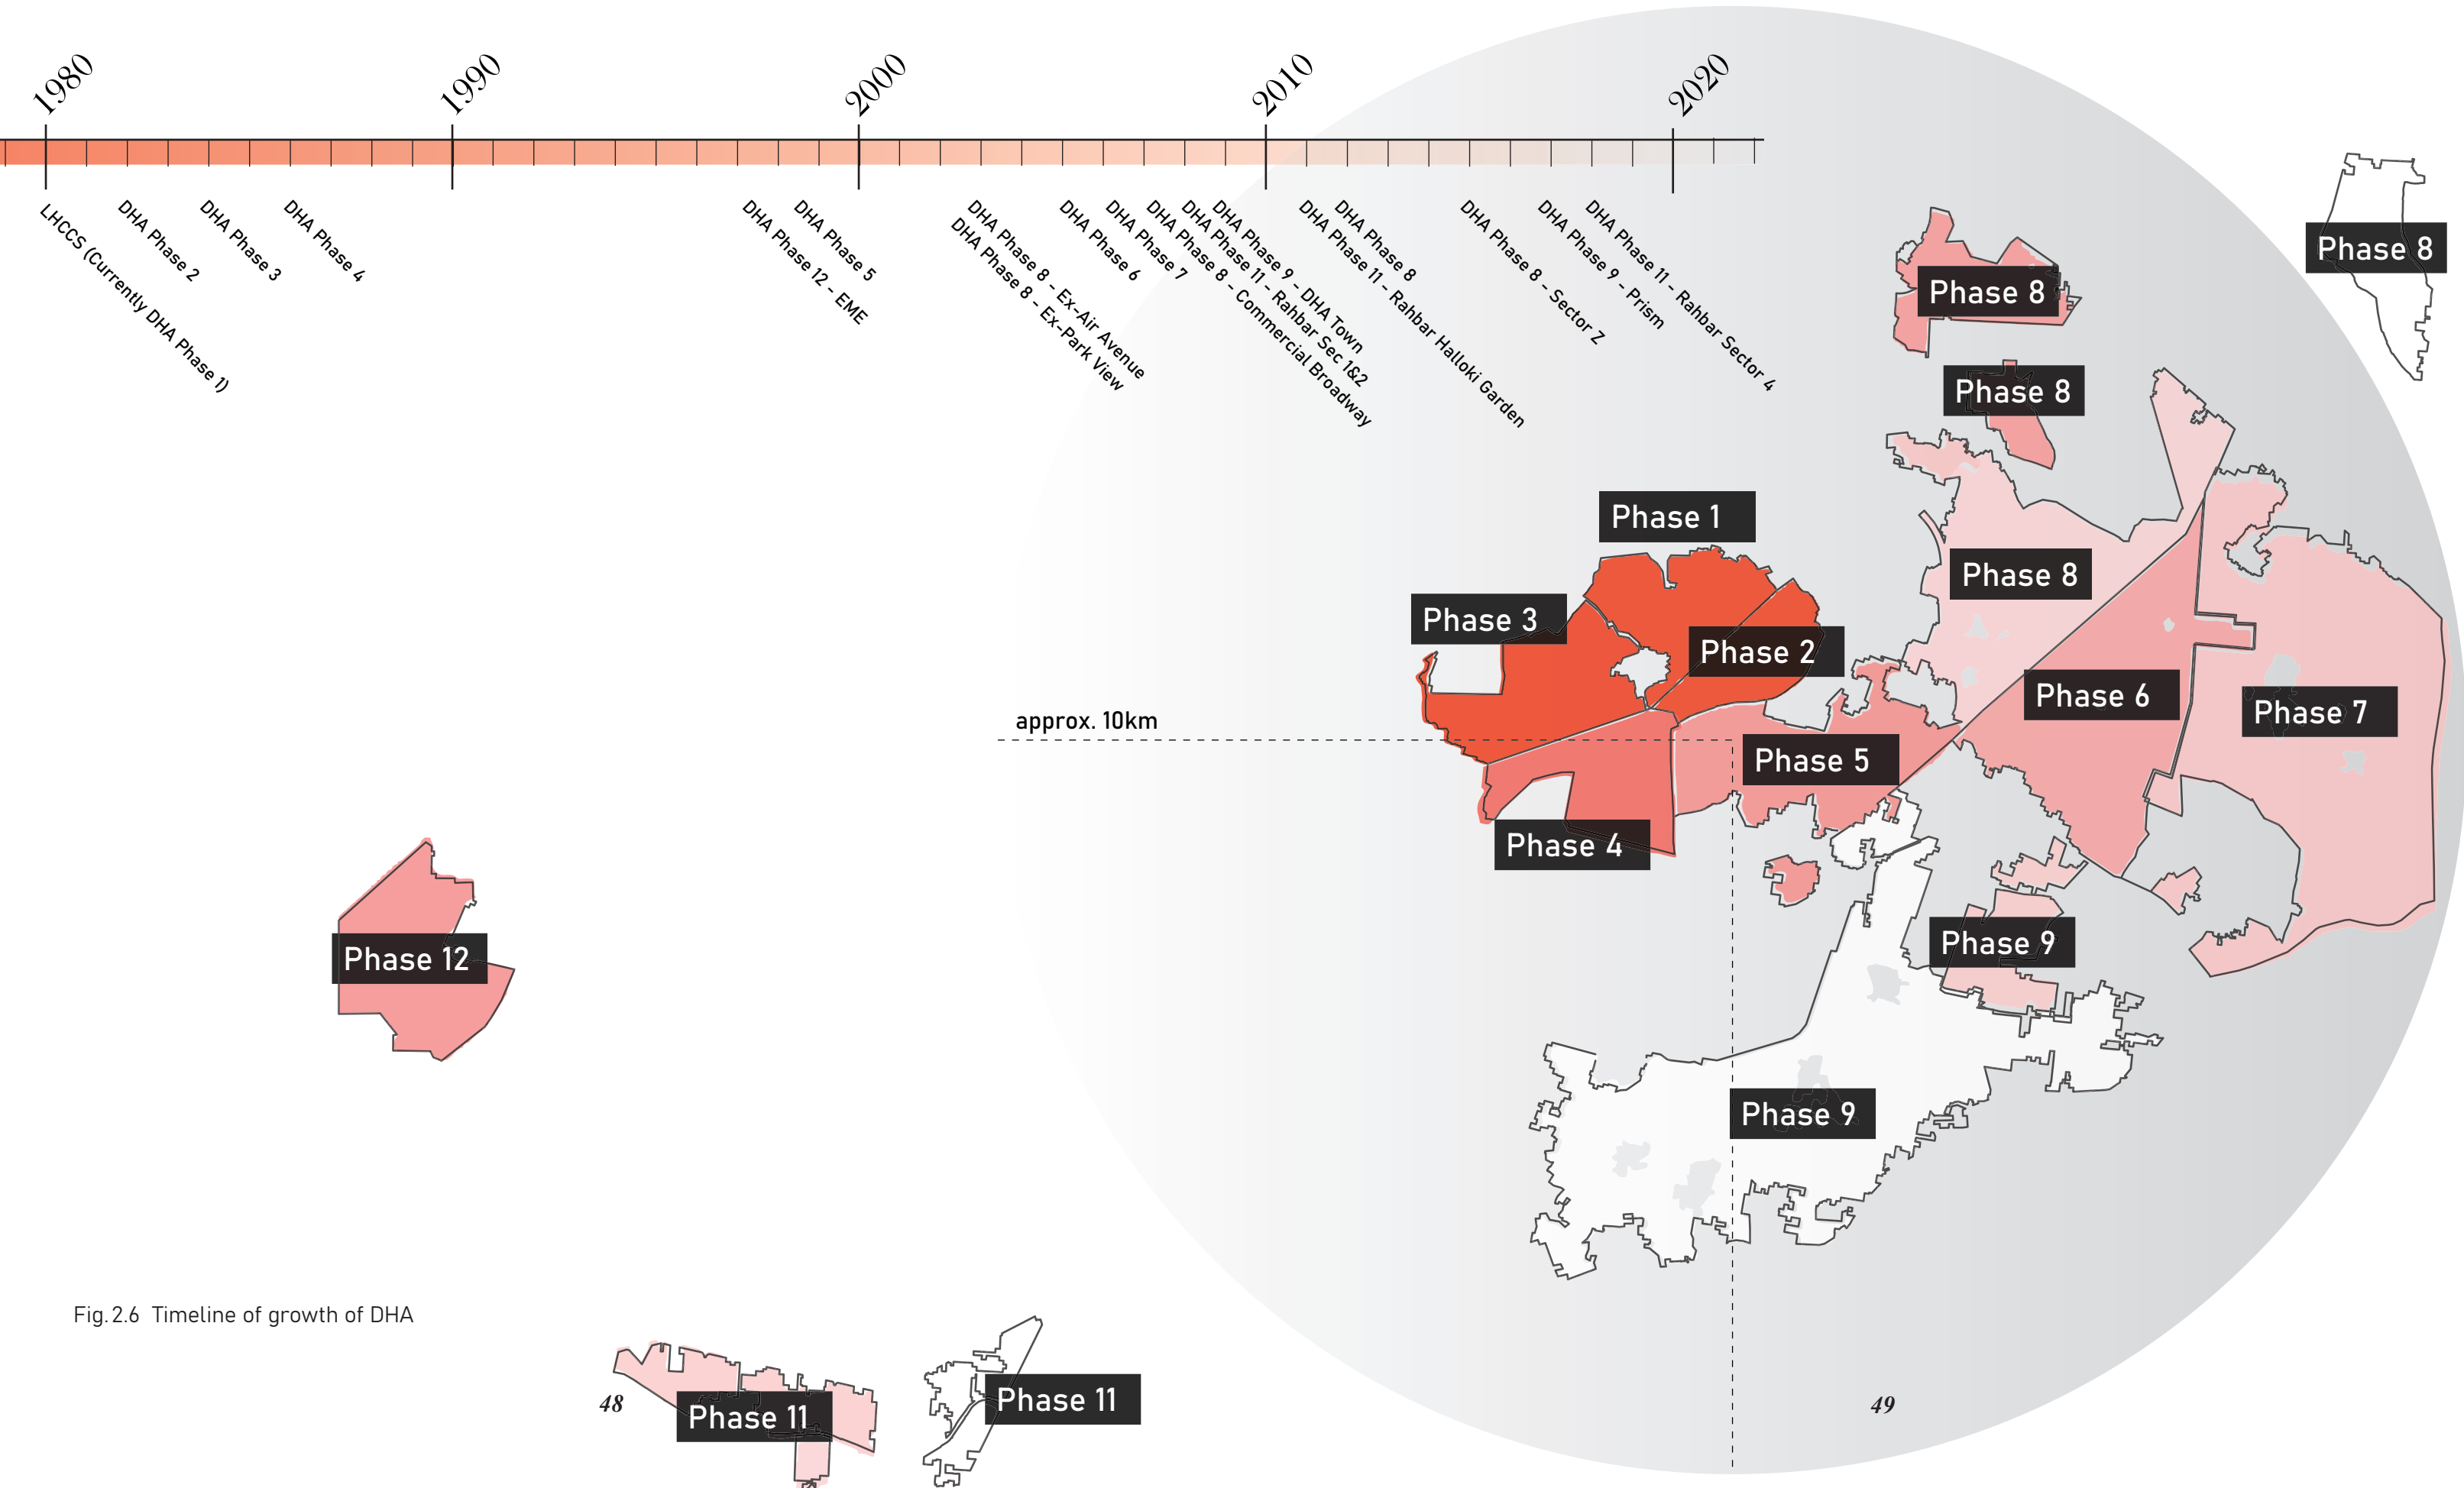 1980
1990
2000
2010
2020
LHCCS (Currently DHA Phase 1)
DHA Phase 2
DHA Phase 3
DHA Phase 4
DHA Phase 12 - EME
DHA Phase 5
DHA Phase 8 - Ex-Park View
DHA Phase 8 - Ex-Air Avenue
DHA Phase 6
DHA Phase 7
DHA Phase 8 - Commercial Broadway
DHA Phase 11 - Rahbar Sec 1&2
DHA Phase 9 - DHA Town
DHA Phase 11 - Rahbar Halloki Garden
DHA Phase 8
DHA Phase 8 - Sector Z
DHA Phase 9 - Prism
DHA Phase 11 - Rahbar Sector 4
Phase 8
Phase 8
Phase 8
Phase 1
Phase 8
Phase 3
Phase 2
Phase 6
Phase 7
approx. 10km
Phase 5
Phase 4
Phase 12
Phase 9
Phase 9
Fig. 2.6 Timeline of growth of DHA
Phase 11
Phase 11
48
49